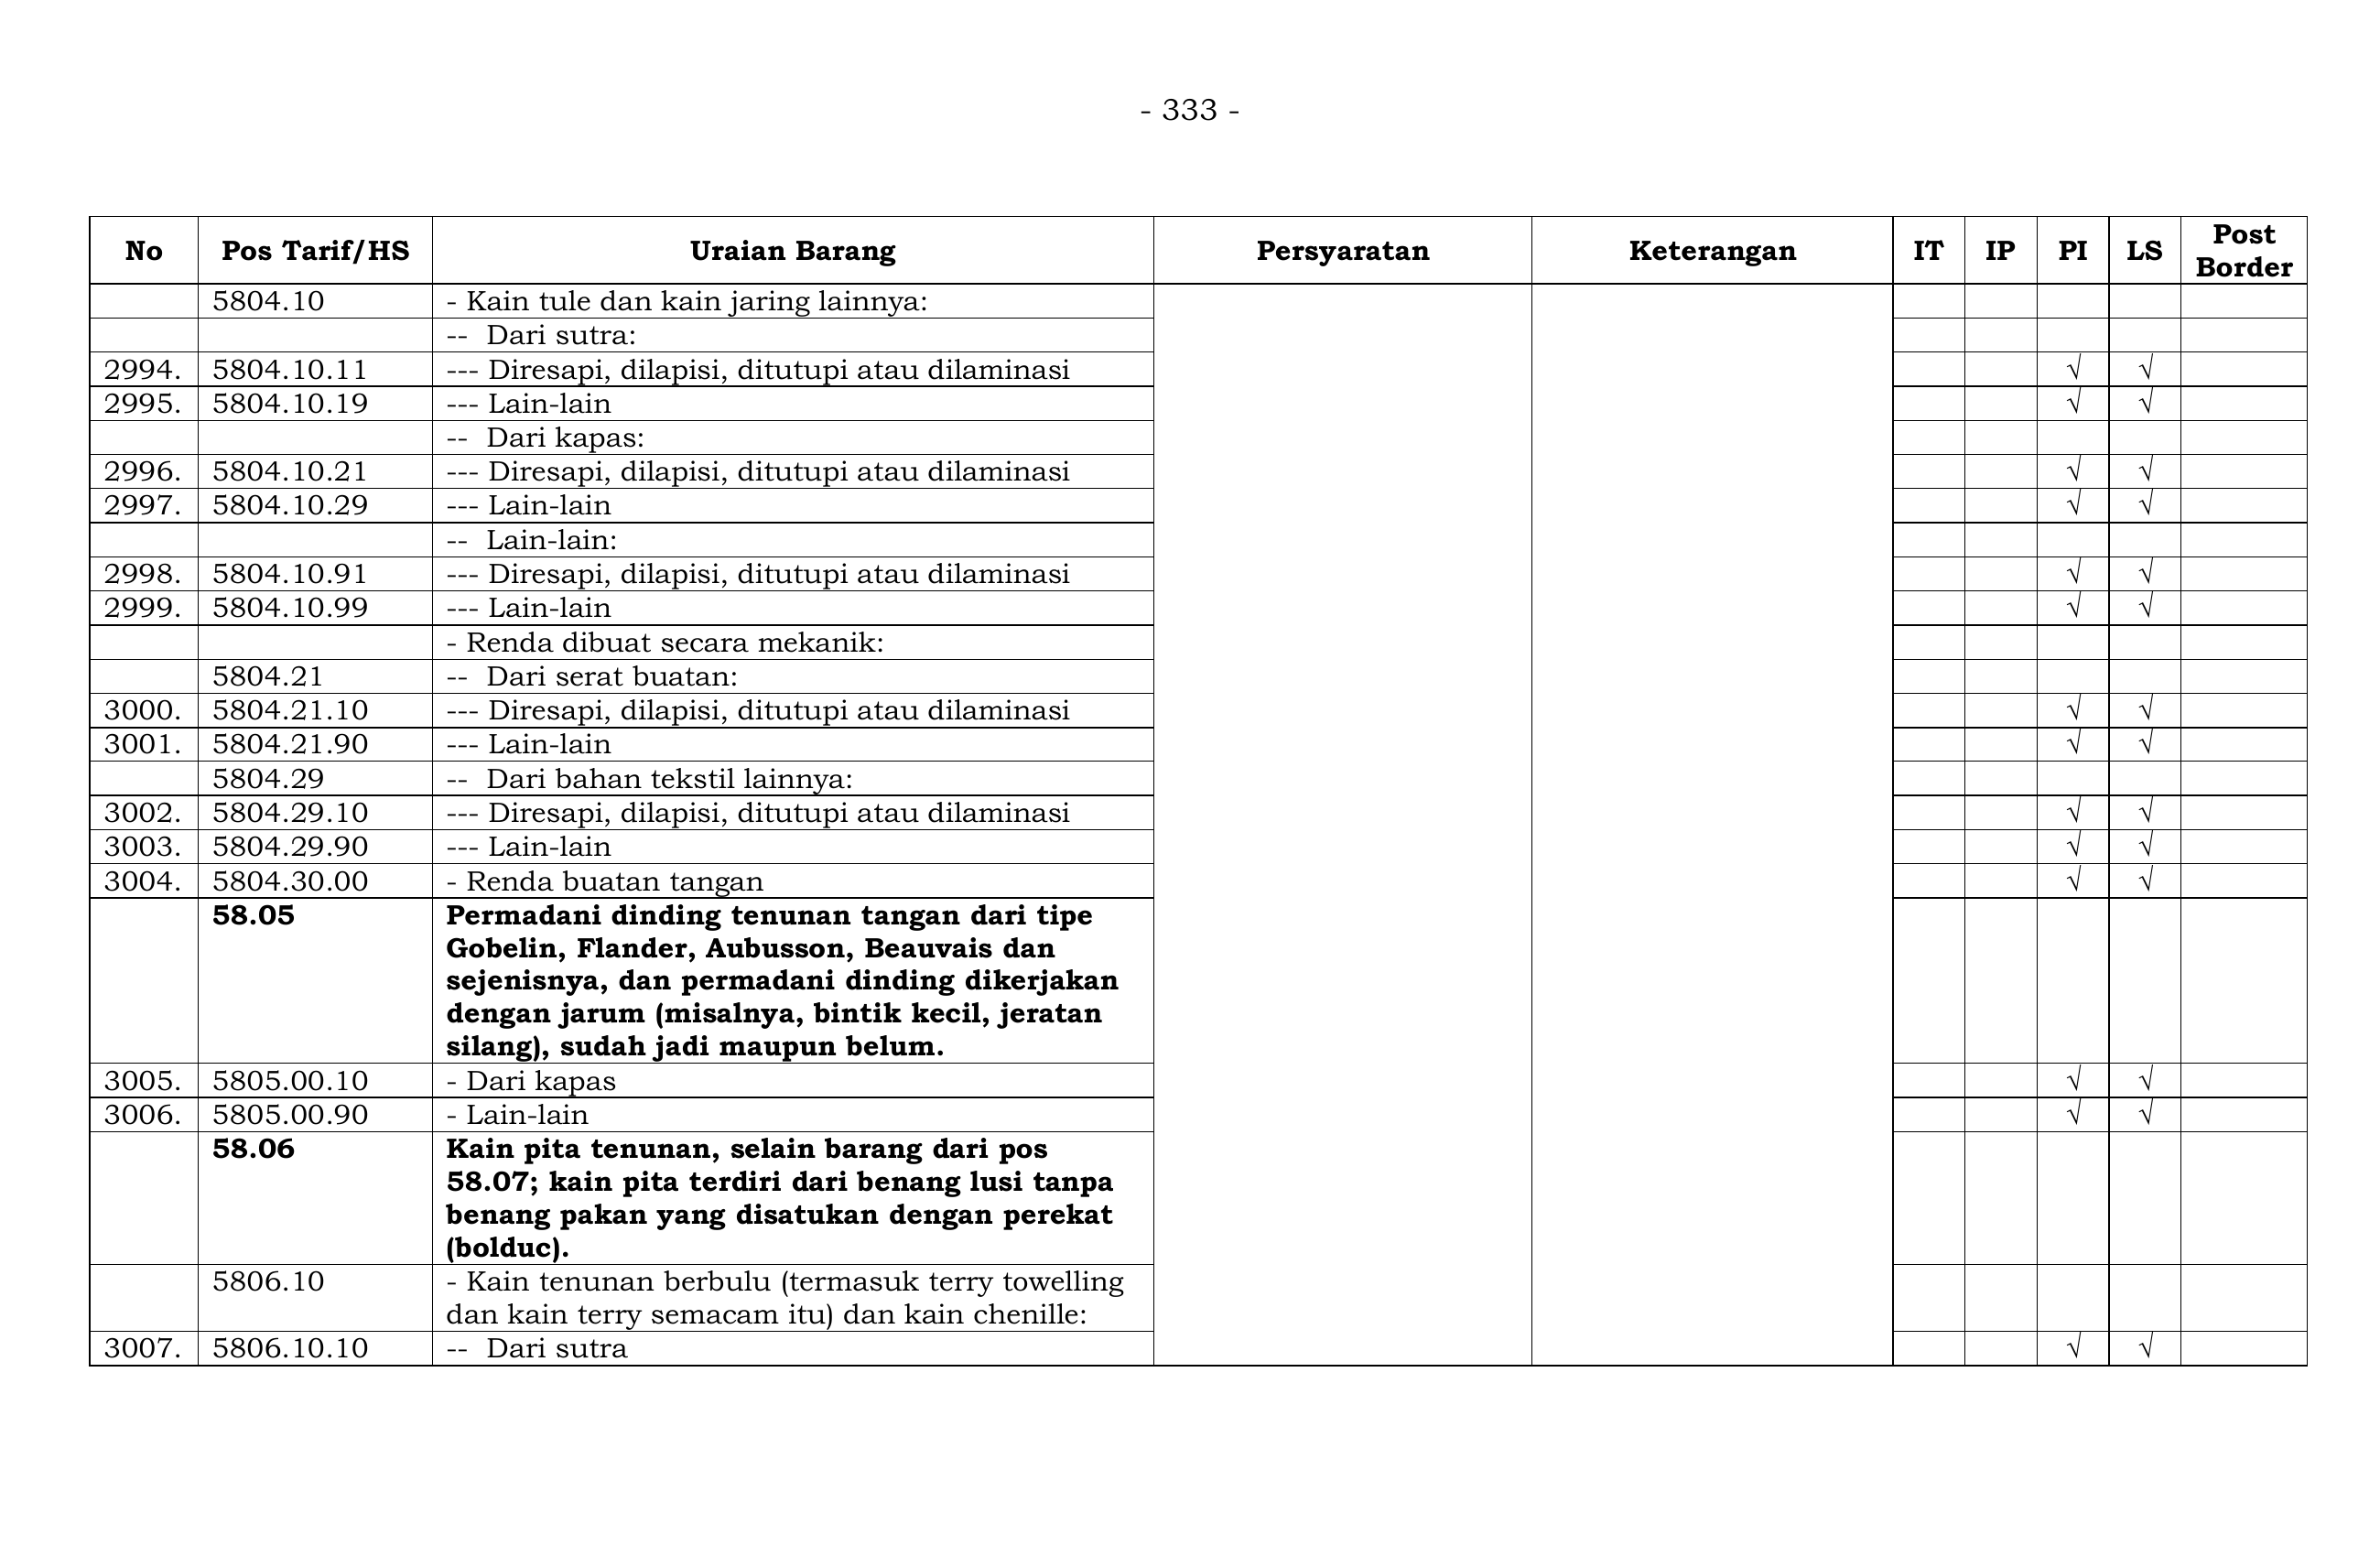 - 333 -
No Pos Tarif/HS Uraian Barang Persyaratan Keterangan IT IP PI LS Post Border
5804.10 - Kain tule dan kain jaring lainnya:
-- Dari sutra:
2994. 5804.10.11 --- Diresapi, dilapisi, ditutupi atau dilaminasi √ √
2995. 5804.10.19 --- Lain-lain √ √
-- Dari kapas:
2996. 5804.10.21 --- Diresapi, dilapisi, ditutupi atau dilaminasi √ √
2997. 5804.10.29 --- Lain-lain √ √
-- Lain-lain:
2998. 5804.10.91 --- Diresapi, dilapisi, ditutupi atau dilaminasi √ √
2999. 5804.10.99 --- Lain-lain √ √
- Renda dibuat secara mekanik:
5804.21 -- Dari serat buatan:
3000. 5804.21.10 --- Diresapi, dilapisi, ditutupi atau dilaminasi √ √
3001. 5804.21.90 --- Lain-lain √ √
5804.29 -- Dari bahan tekstil lainnya:
3002. 5804.29.10 --- Diresapi, dilapisi, ditutupi atau dilaminasi √ √
3003. 5804.29.90 --- Lain-lain √ √
3004. 5804.30.00 - Renda buatan tangan √ √
58.05 Permadani dinding tenunan tangan dari tipe
Gobelin, Flander, Aubusson, Beauvais dan
sejenisnya, dan permadani dinding dikerjakan
dengan jarum (misalnya, bintik kecil, jeratan
silang), sudah jadi maupun belum.
3005. 5805.00.10 - Dari kapas √ √
3006. 5805.00.90 - Lain-lain √ √
58.06 Kain pita tenunan, selain barang dari pos
58.07; kain pita terdiri dari benang lusi tanpa
benang pakan yang disatukan dengan perekat
(bolduc).
5806.10 - Kain tenunan berbulu (termasuk terry towelling
dan kain terry semacam itu) dan kain chenille:
3007. 5806.10.10 -- Dari sutra √ √